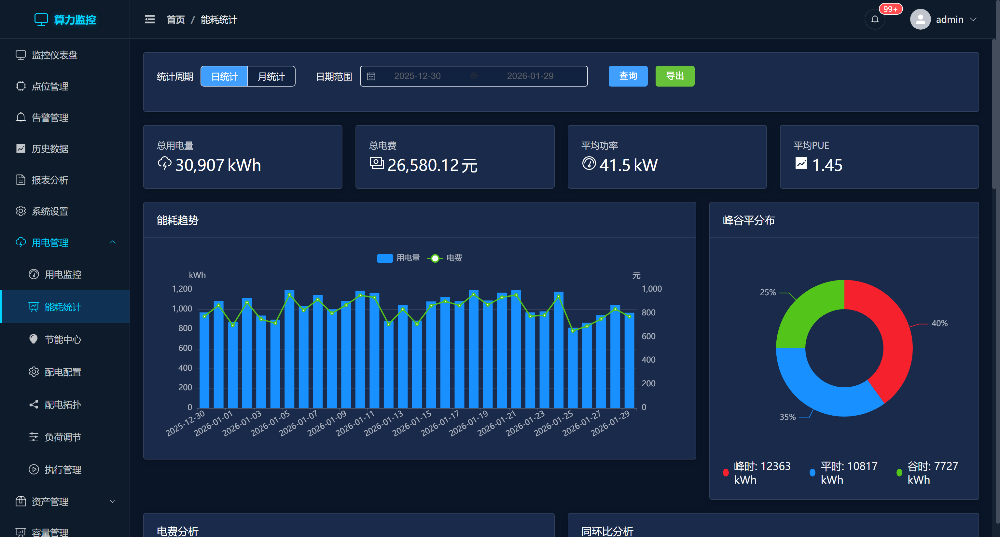 算力监控
首页 / 能耗统计
99+
admin
监控仪表盘
点位管理
告警管理
历史数据
报表分析
系统设置
用电管理
用电监控
能耗统计
节能中心
配电配置
配电拓扑
负荷调节
执行管理
资产管理
容量管理
统计周期 日统计 月统计 日期范围 2025-12-30 至 2026-01-29 查询 导出
总用电量
30,907 kWh
总电费
26,580.12 元
平均功率
41.5 kW
平均PUE
1.45
能耗趋势
用电量 电费
kWh 元
1,200
1,000
800
600
400
200
0
1,000
800
600
400
200
0
2025-12-30
2026-01-01
2026-01-03
2026-01-05
2026-01-07
2026-01-09
2026-01-11
2026-01-13
2026-01-15
2026-01-17
2026-01-19
2026-01-21
2026-01-23
2026-01-25
2026-01-27
2026-01-29
峰谷平分布
25%
40%
35%
峰时: 12363
kWh
平时: 10817
kWh
谷时: 7727
kWh
电费分析
同环比分析